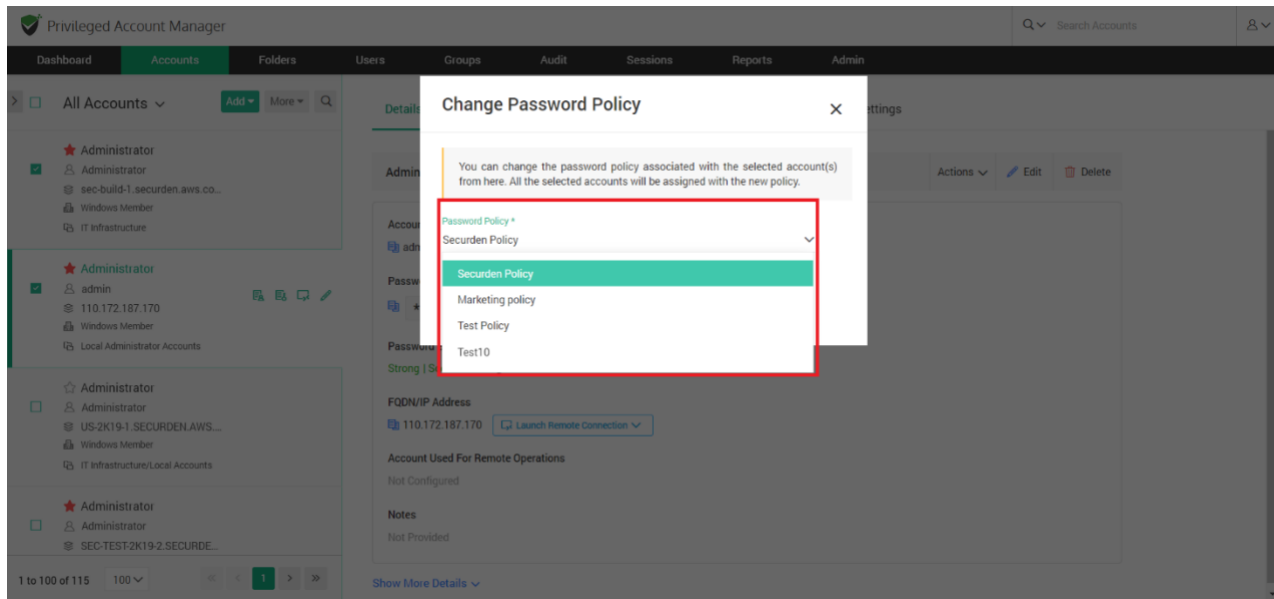 Privileged Account Manager
Search Accounts
Dashboard Accounts Folders Users Groups Audit Sessions Reports Admin
All Accounts
Add
More
Administrator
Administrator
sec-build-1.securden.aws.co...
Windows Member
IT Infrastructure
Administrator
admin
110.172.187.170
Windows Member
Local Administrator Accounts
Administrator
Administrator
US-2K19-1.SECURDEN.AWS....
Windows Member
IT Infrastructure/Local Accounts
Administrator
Administrator
SEC-TEST-2K19-2.SECURDE...
1 to 100 of 115 100 « < 1 > »
Details
Admin
Actions
Edit
Delete
Strong |
FQDN/IP Address
110.172.187.170
Launch Remote Connection
Account Used For Remote Operations
Not Configured
Notes
Not Provided
Show More Details
Change Password Policy
You can change the password policy associated with the selected account(s)
from here. All the selected accounts will be assigned with the new policy.
Password Policy *
Securden Policy
Securden Policy
Marketing policy
Test Policy
Test10